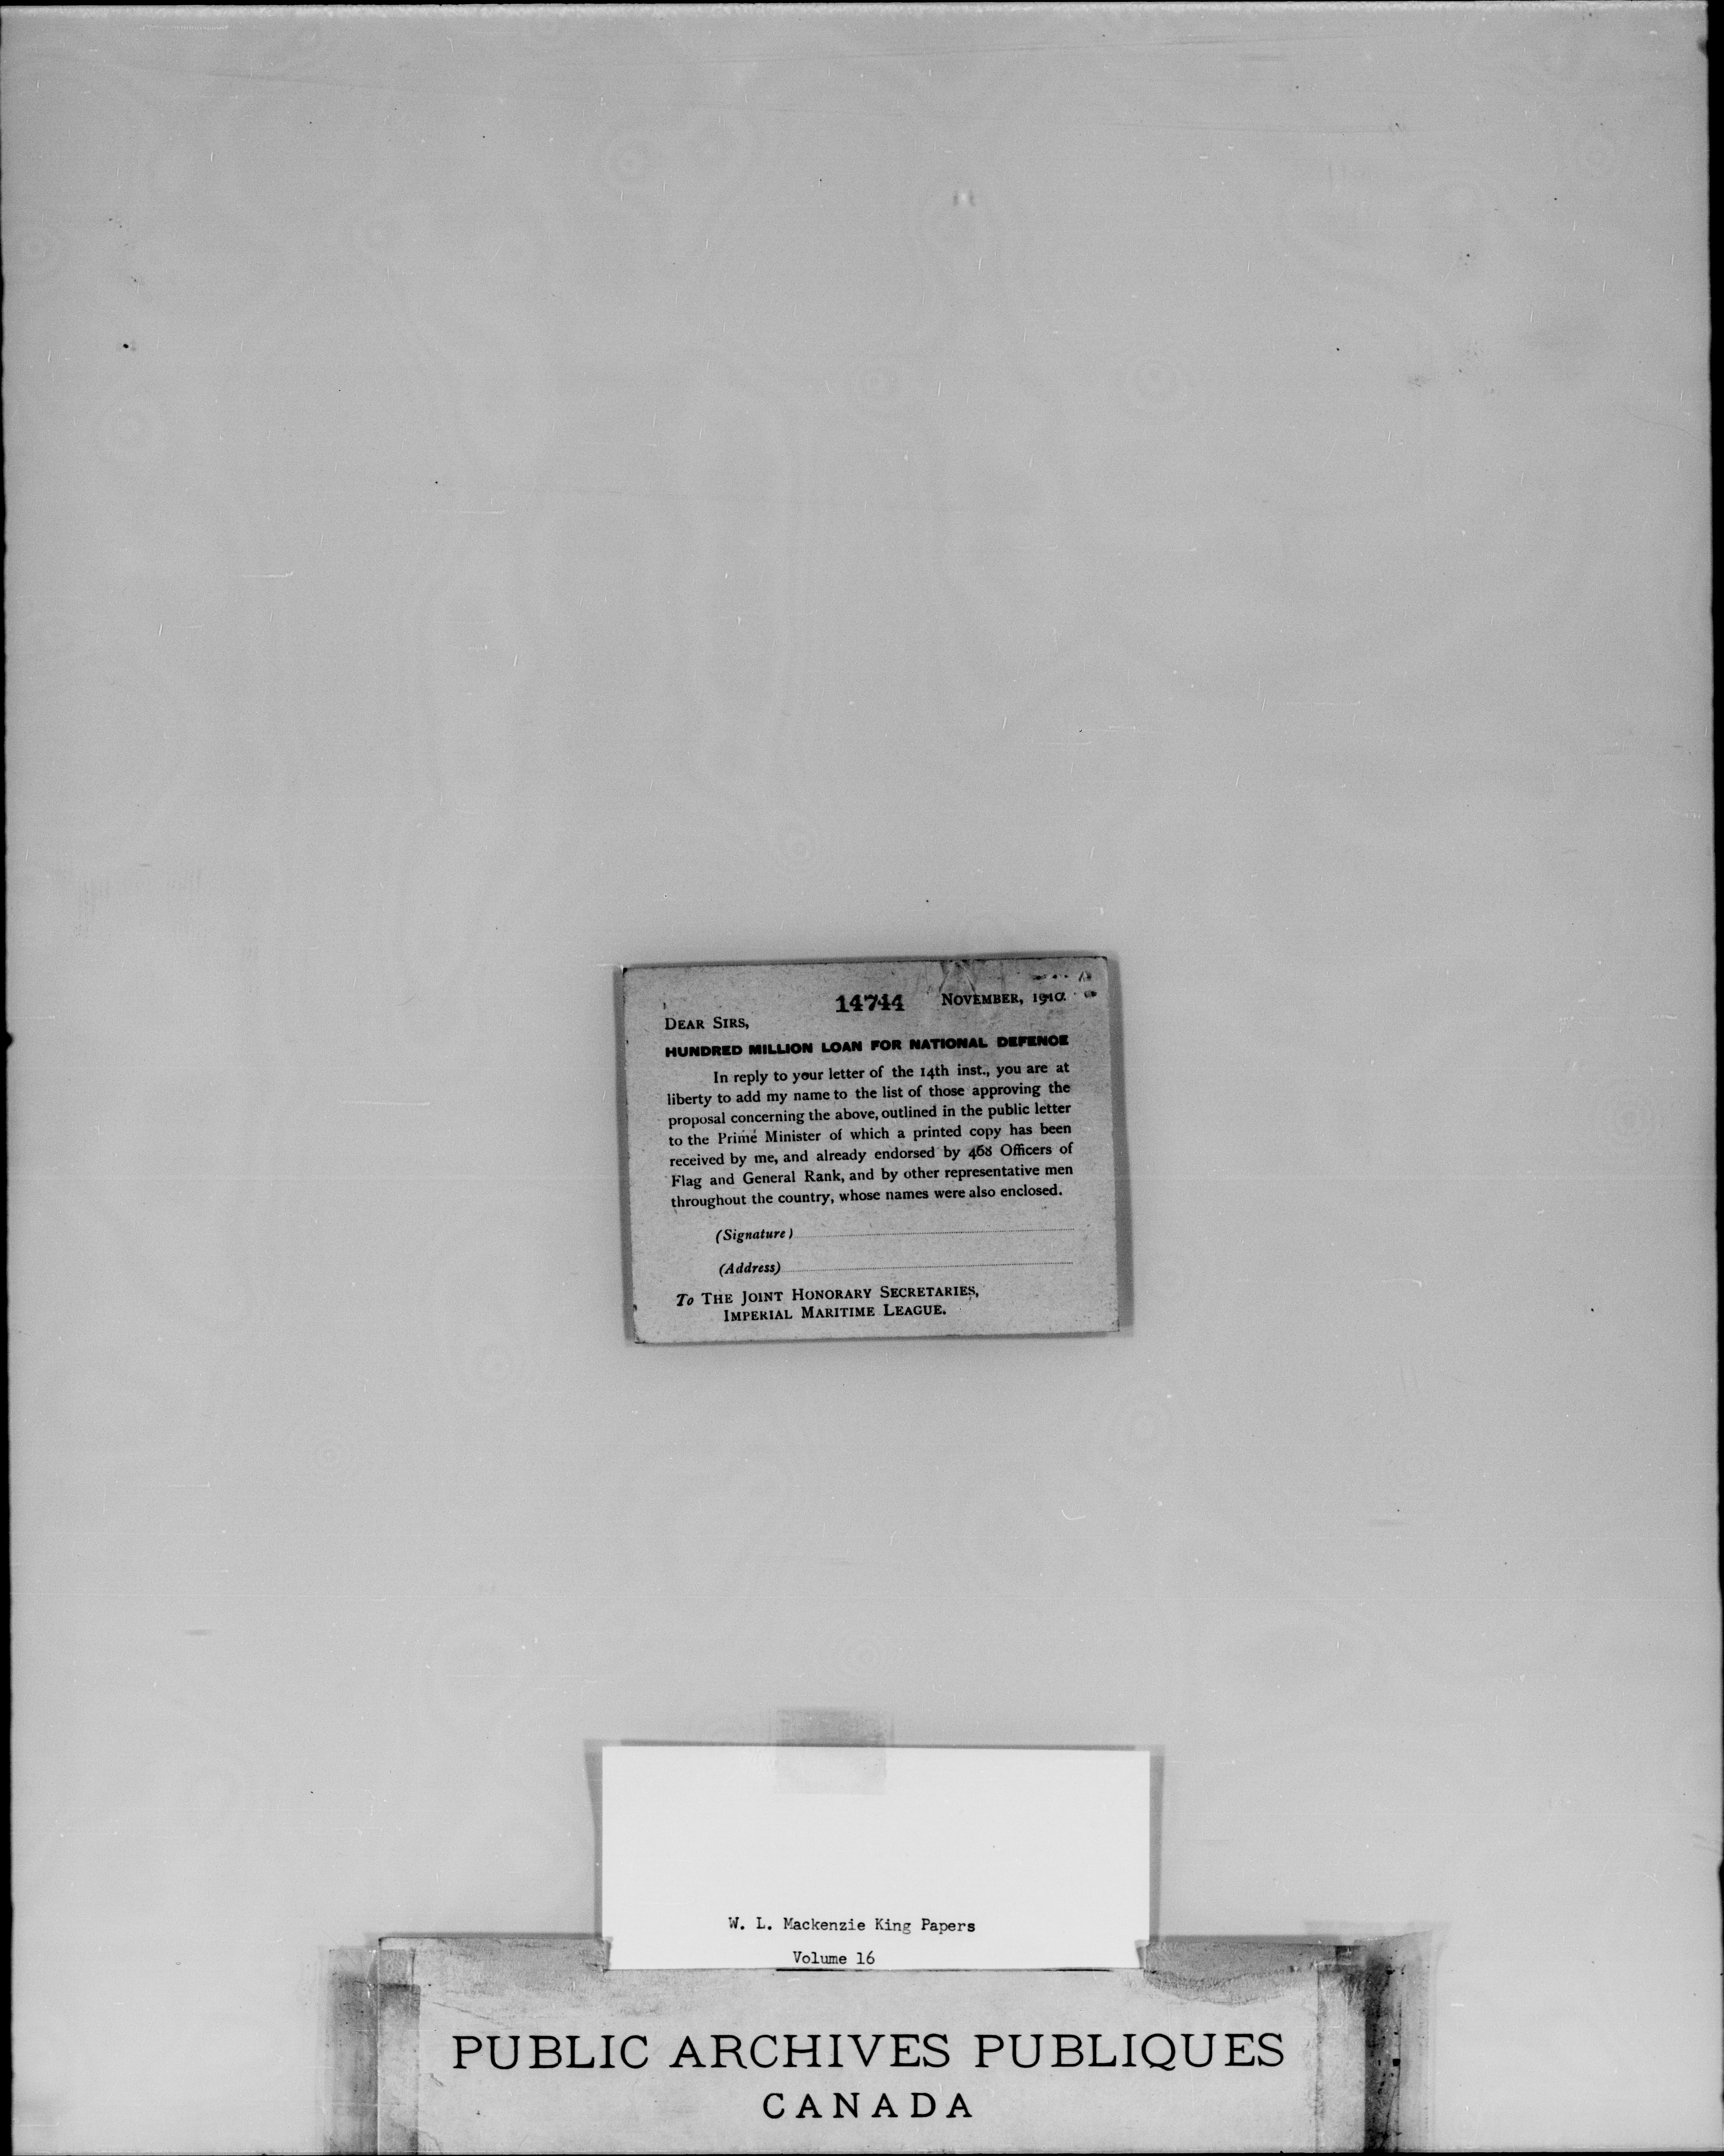 14744 NOVEMBER, 1910.
DEAR SIRS,
HUNDRED MILLION LOAN FOR NATIONAL DEFENCE
In reply to your letter of the 14th inst., you are at
liberty to add my name to the list of those approving the
proposal concerning the above, outlined in the public letter
to the Prime Minister of which a printed copy has been
received by me, and already endorsed by 468 Officers of
Flag and General Rank, and by other representative men
throughout the country, whose names were also enclosed.
(Signature)
(Address)
To THE JOINT HONORARY SECRETARIES,
IMPERIAL MARITIME LEAGUE.
W. L. Mackenzie King Papers
Volume 16
PUBLIC ARCHIVES PUBLIQUES
CANADA